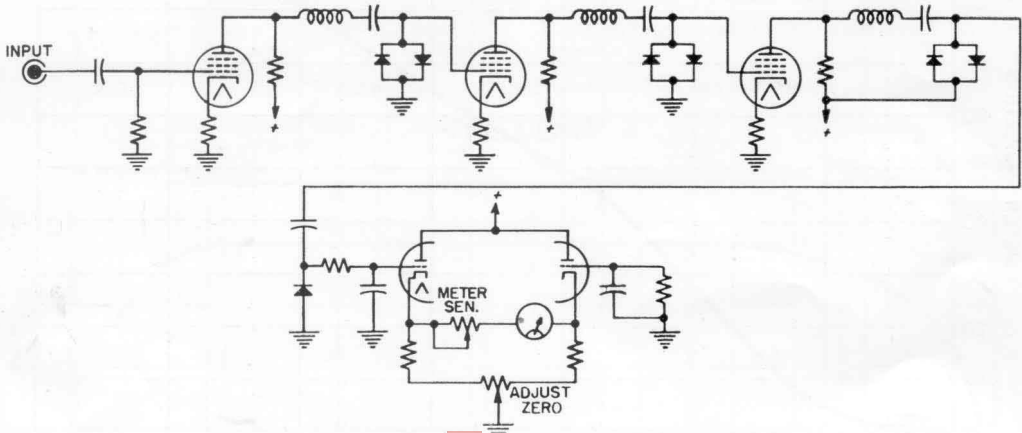 INPUT
+
+
+
+
METER
SEN.
ADJUST
ZERO